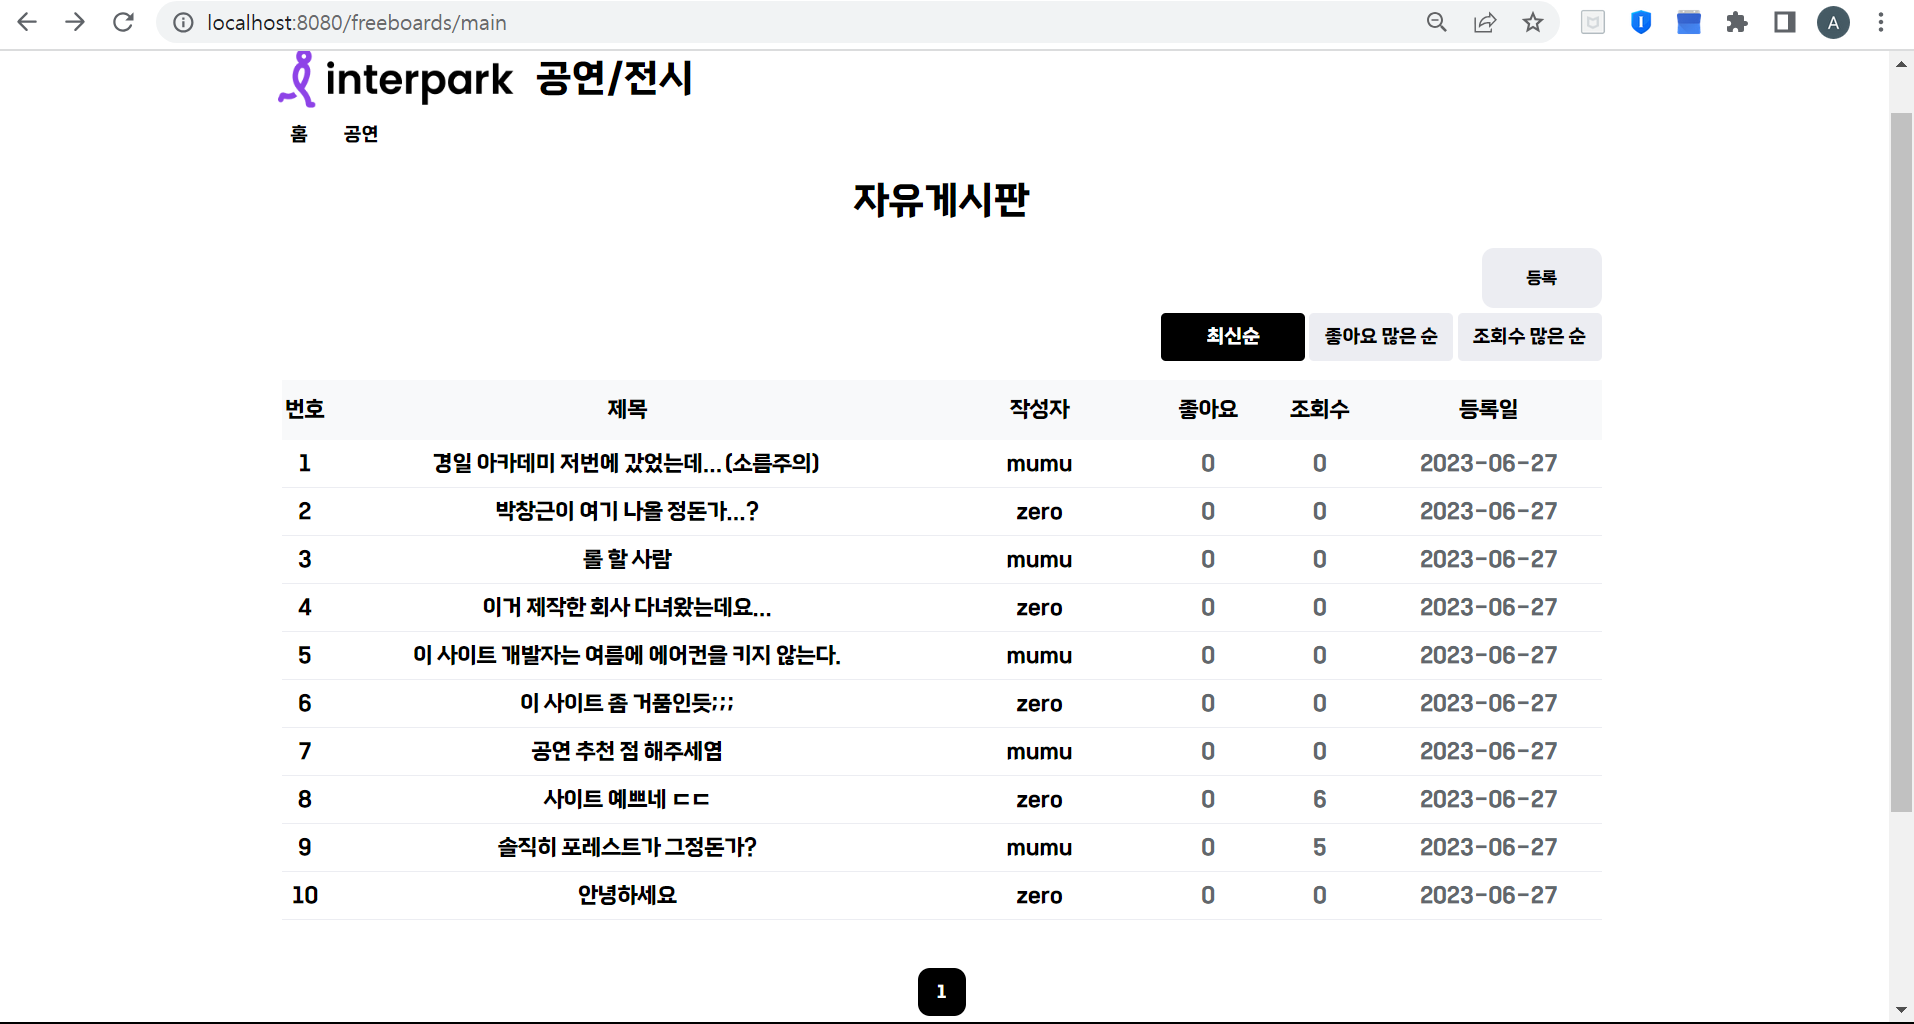 localhost:8080/freeboards/main
A
interpark 공연/전시
홈 공연
자유게시판
등록
최신순 좋아요 많은 순 조회수 많은 순
번호 제목 작성자 좋아요 조회수 등록일
1 경일 아카데미 저번에 갔었는데...(소름주의) mumu 0 0 2023-06-27
2 박창근이 여기 나올 정돈가...? zero 0 0 2023-06-27
3 롤 할 사람 mumu 0 0 2023-06-27
4 이거 제작한 회사 다녀왔는데요... zero 0 0 2023-06-27
5 이 사이트 개발자는 여름에 에어컨을 키지 않는다. mumu 0 0 2023-06-27
6 이 사이트 좀 거품인듯;;; zero 0 0 2023-06-27
7 공연 추천 점 해주세염 mumu 0 0 2023-06-27
8 사이트 예쁘네 ㄷㄷ zero 0 6 2023-06-27
9 솔직히 포레스트가 그정돈가? mumu 0 5 2023-06-27
10 안녕하세요 zero 0 0 2023-06-27
1